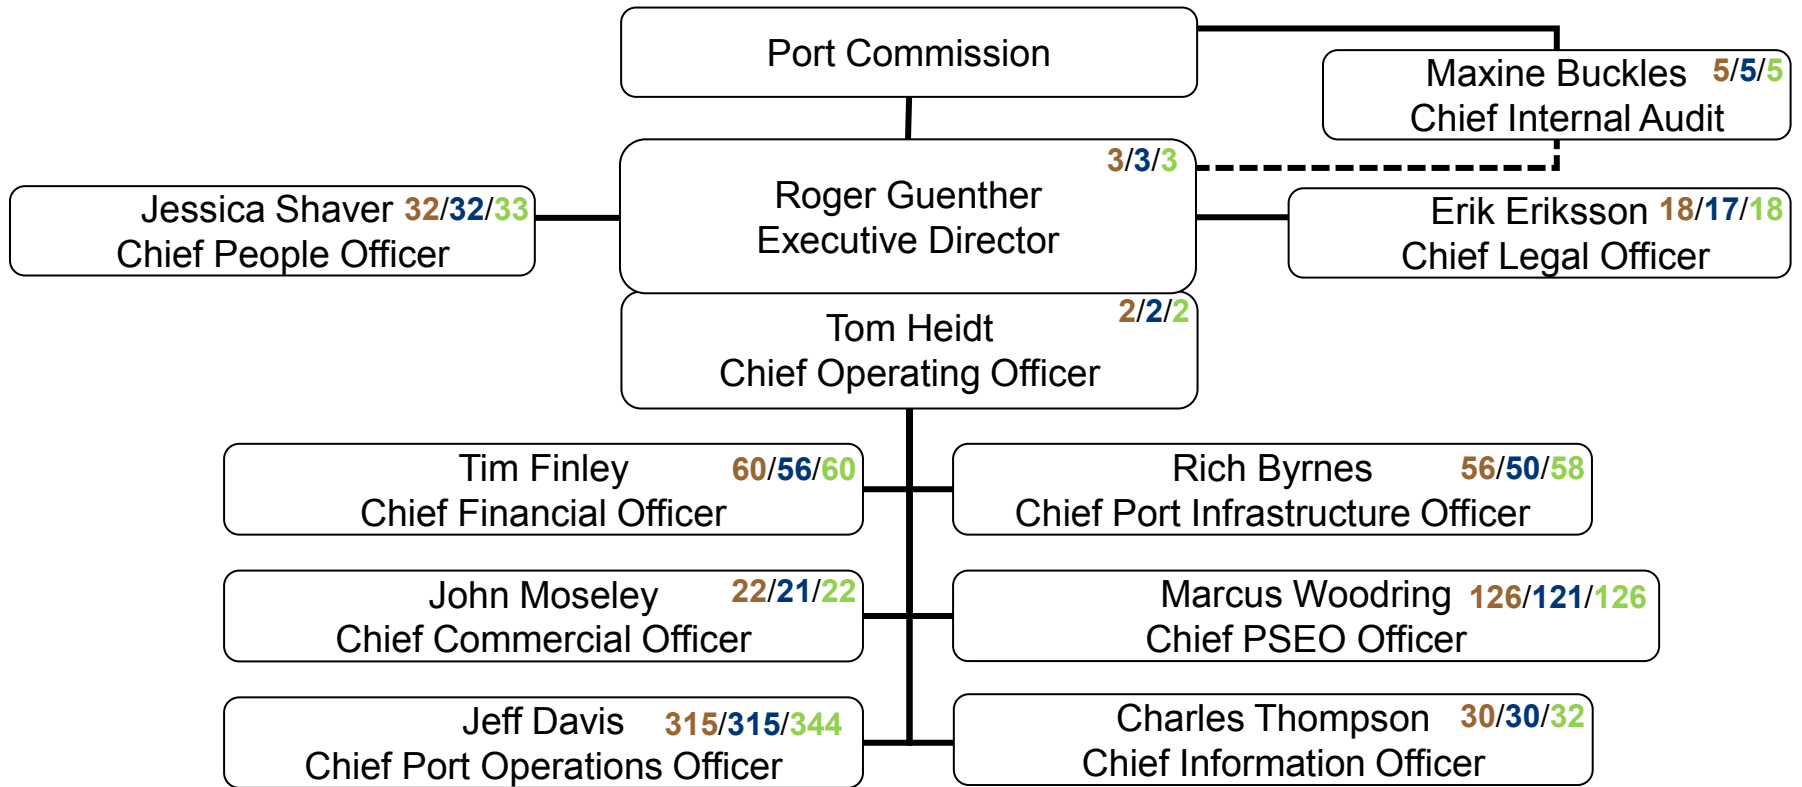 Port Commission
Maxine Buckles 5/5/5
Chief Internal Audit
3/3/3
Roger Guenther
Executive Director
Jessica Shaver 32/32/33
Chief People Officer
Erik Eriksson 18/17/18
Chief Legal Officer
2/2/2
Tom Heidt
Chief Operating Officer
Tim Finley 60/56/60
Chief Financial Officer
Rich Byrnes 56/50/58
Chief Port Infrastructure Officer
John Moseley 22/21/22
Chief Commercial Officer
Marcus Woodring 126/121/126
Chief PSEO Officer
Jeff Davis 315/315/344
Chief Port Operations Officer
Charles Thompson 30/30/32
Chief Information Officer